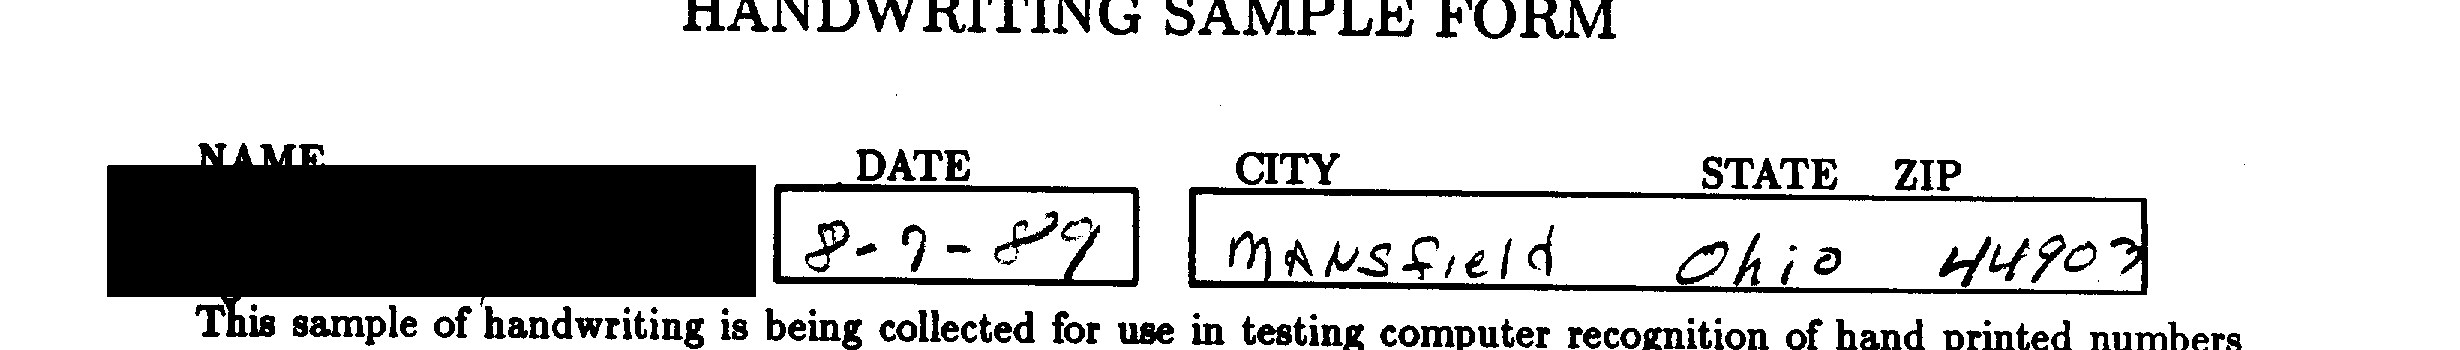 HANDWRITING SAMPLE FORM
NAME DATE CITY STATE ZIP
8-7-89 MANSfield Ohio 44903
This sample of handwriting is being collected for use in testing computer recognition of hand printed numbers